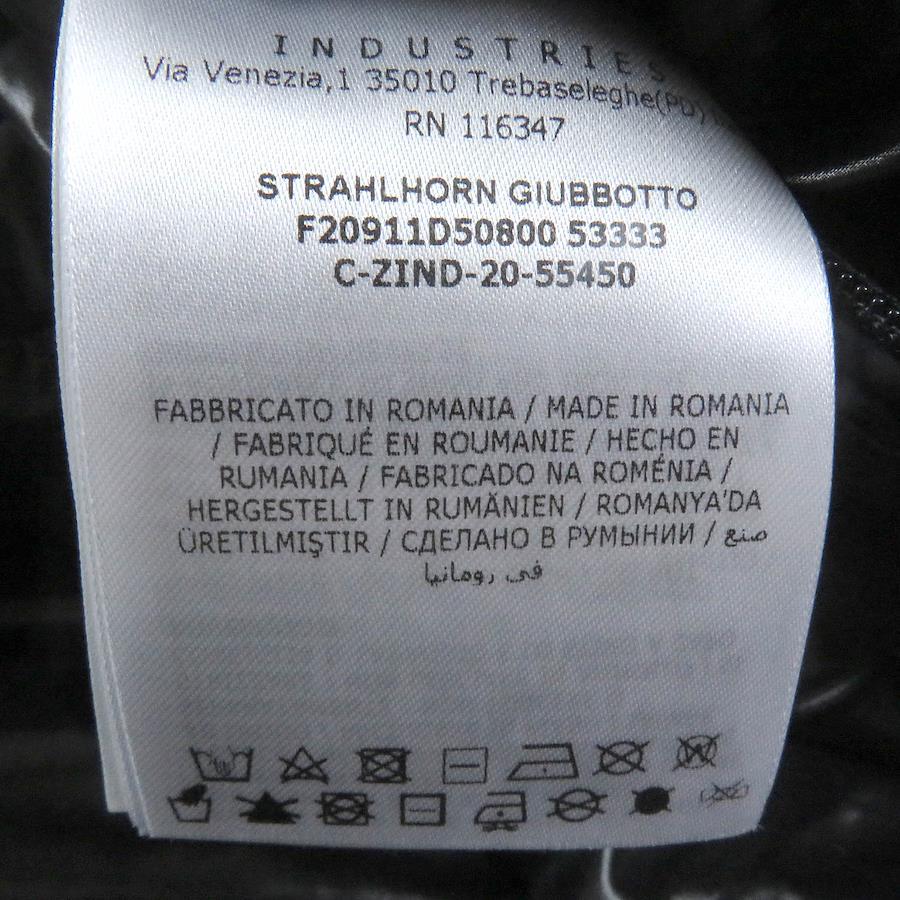 INDUSTRIES
Via Venezia,1 35010 Trebaseleghe(PD)
RN 116347
STRAHLHORN GIUBBOTTO
F20911D50800 53333
C-ZIND-20-55450
FABBRICATO IN ROMANIA / MADE IN ROMANIA
/ FABRIQUÉ EN ROUMANIE / HECHO EN
RUMANIA / FABRICADO NA ROMÉNIA /
HERGESTELLT IN RUMÄNIEN / ROMANYA'DA
ÜRETILMIŞTIR / СДЕЛАНО В РУМЫНИИ / صنع
في رومانيا